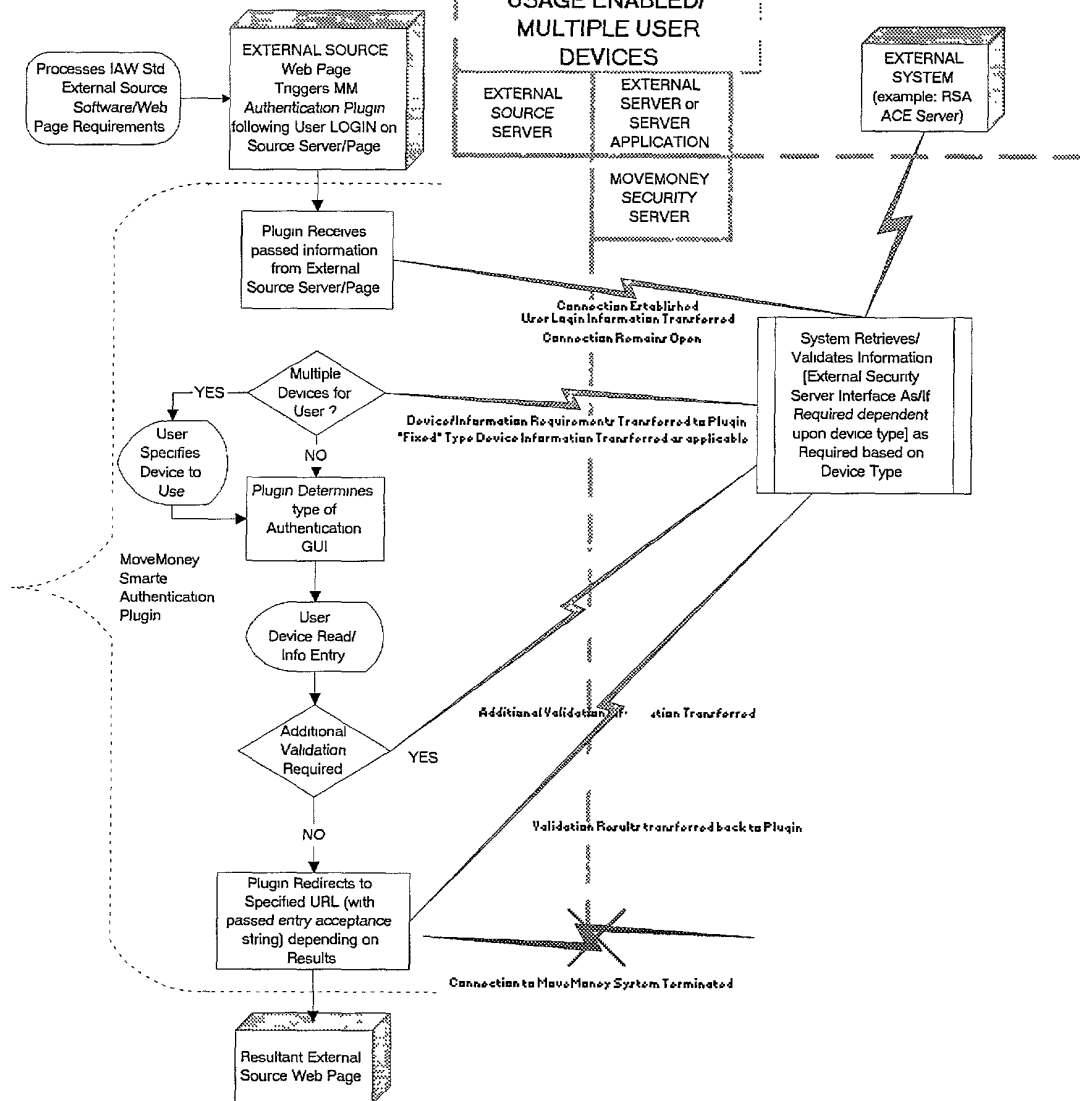 USAGE ENABLED/
MULTIPLE USER
DEVICES
EXTERNAL
SOURCE
SERVER
EXTERNAL
SERVER or
SERVER
APPLICATION
MOVEMONEY
SECURITY
SERVER
EXTERNAL
SYSTEM
(example: RSA
ACE Server)
Processes IAW Std
External Source
Software/Web
Page Requirements
EXTERNAL SOURCE
Web Page
Triggers MM
Authentication Plugin
following User LOGIN on
Source Server/Page
Plugin Receives
passed information
from External
Source Server/Page
Connection Established
User Login Information Transferred
Connection Remains Open
System Retrieves/
Validates Information
[External Security
Server Interface As/If
Required dependent
upon device type] as
Required based on
Device Type
Multiple
Devices for
User ?
YES
NO
Device/Information Requirements Transferred to Plugin
"Fixed" Type Device Information Transferred as applicable
User
Specifies
Device to
Use
Plugin Determines
type of
Authentication
GUI
MoveMoney
Smarte
Authentication
Plugin
User
Device Read/
Info Entry
Additional Validation
Transferred
Additional
Validation
Required
YES
NO
Validation Results transferred back to Plugin
Plugin Redirects to
Specified URL (with
passed entry acceptance
string) depending on
Results
Connection to MoveMoney System Terminated
Resultant External
Source Web Page